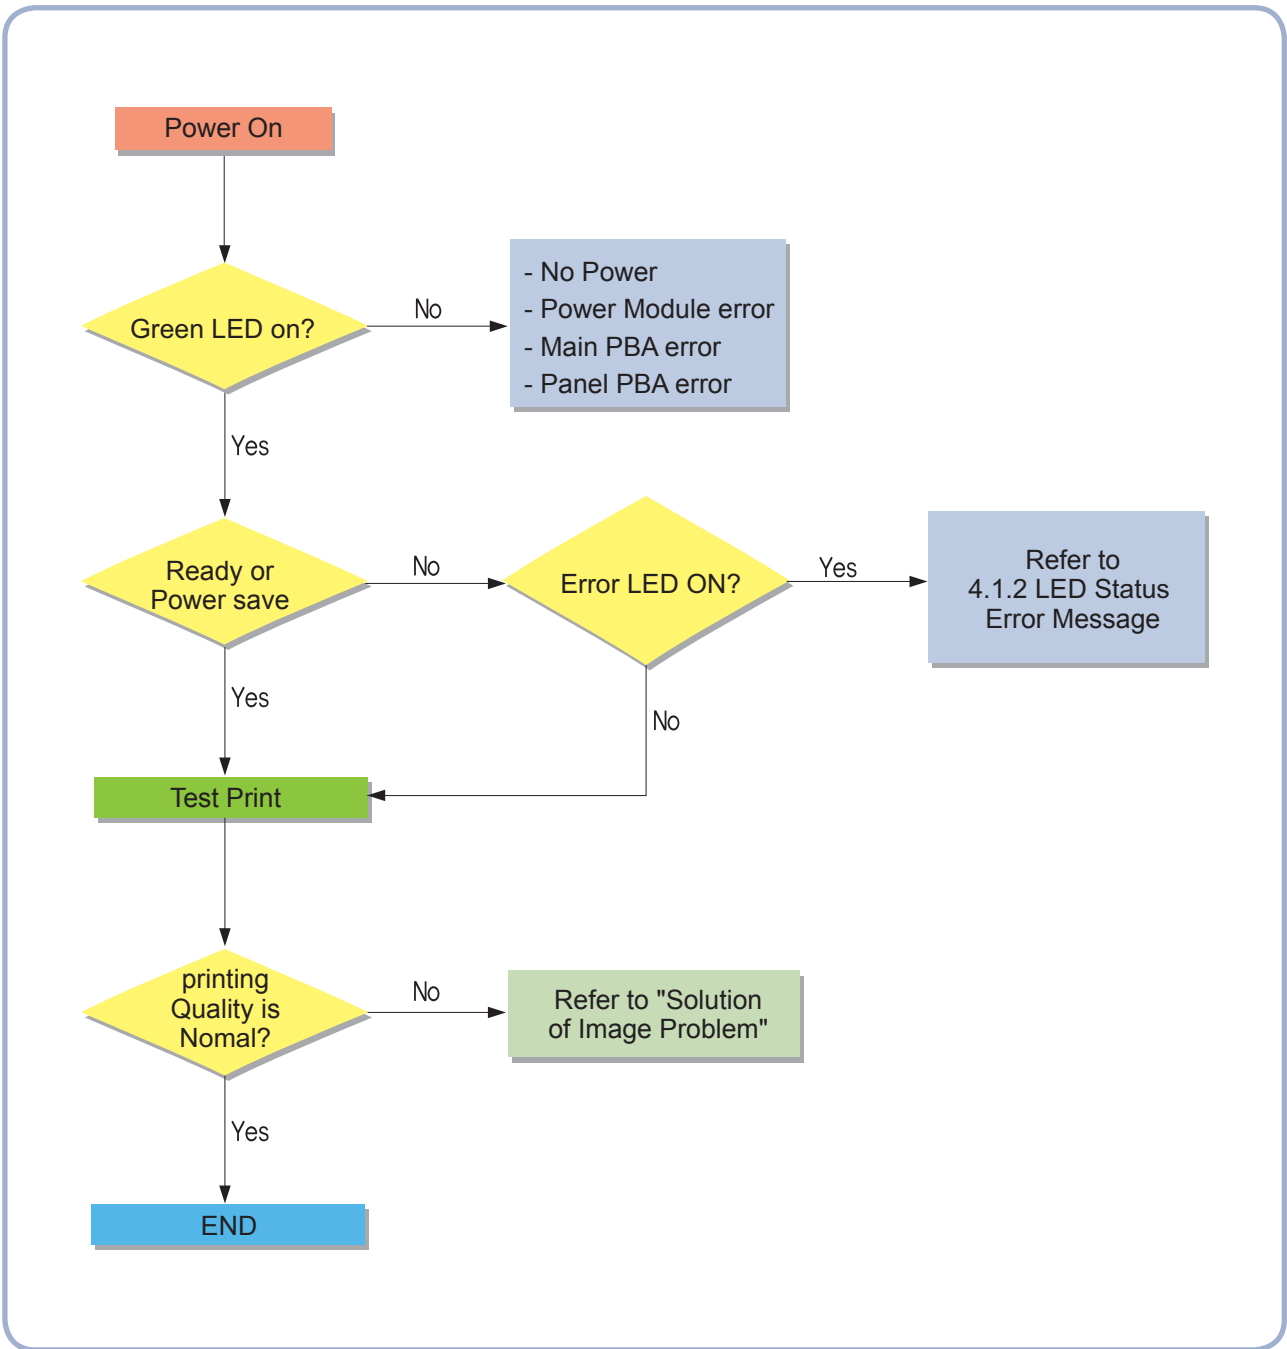 Power On
Green LED on?
No
- No Power
- Power Module error
- Main PBA error
- Panel PBA error
Yes
Ready or
Power save
No
Error LED ON?
Yes
Refer to
4.1.2 LED Status
Error Message
Yes
No
Test Print
printing
Quality is
Nomal?
No
Refer to "Solution
of Image Problem"
Yes
END